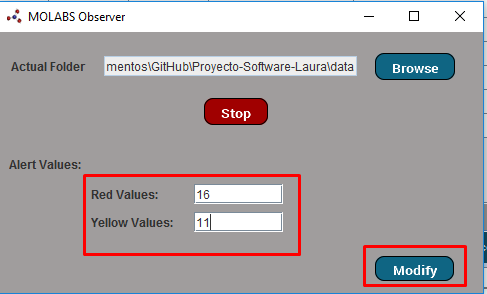 MOLABS Observer
Actual Folder mentos\GitHub\Proyecto-Software-Laura\data Browse
Stop
Alert Values:
Red Values: 16
Yellow Values: 11
Modify